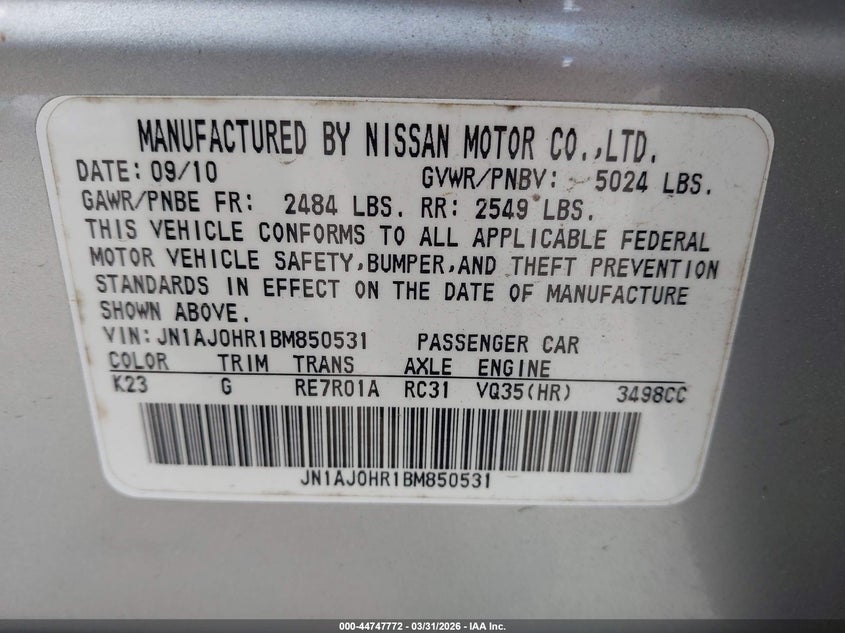 MANUFACTURED BY NISSAN MOTOR CO.,LTD.
DATE: 09/10 GVWR/PNBV: 5024 LBS.
GAWR/PNBE FR: 2484 LBS. RR: 2549 LBS.
THIS VEHICLE CONFORMS TO ALL APPLICABLE FEDERAL
MOTOR VEHICLE SAFETY,BUMPER,AND THEFT PREVENTION
STANDARDS IN EFFECT ON THE DATE OF MANUFACTURE
SHOWN ABOVE.
VIN:JN1AJ0HR1BM850531 PASSENGER CAR
COLOR TRIM TRANS AXLE ENGINE
K23 G RE7R01A RC31 VQ35(HR) 3498CC
JN1AJ0HR1BM850531
000-44747772 — 03/31/2026 — IAA Inc.